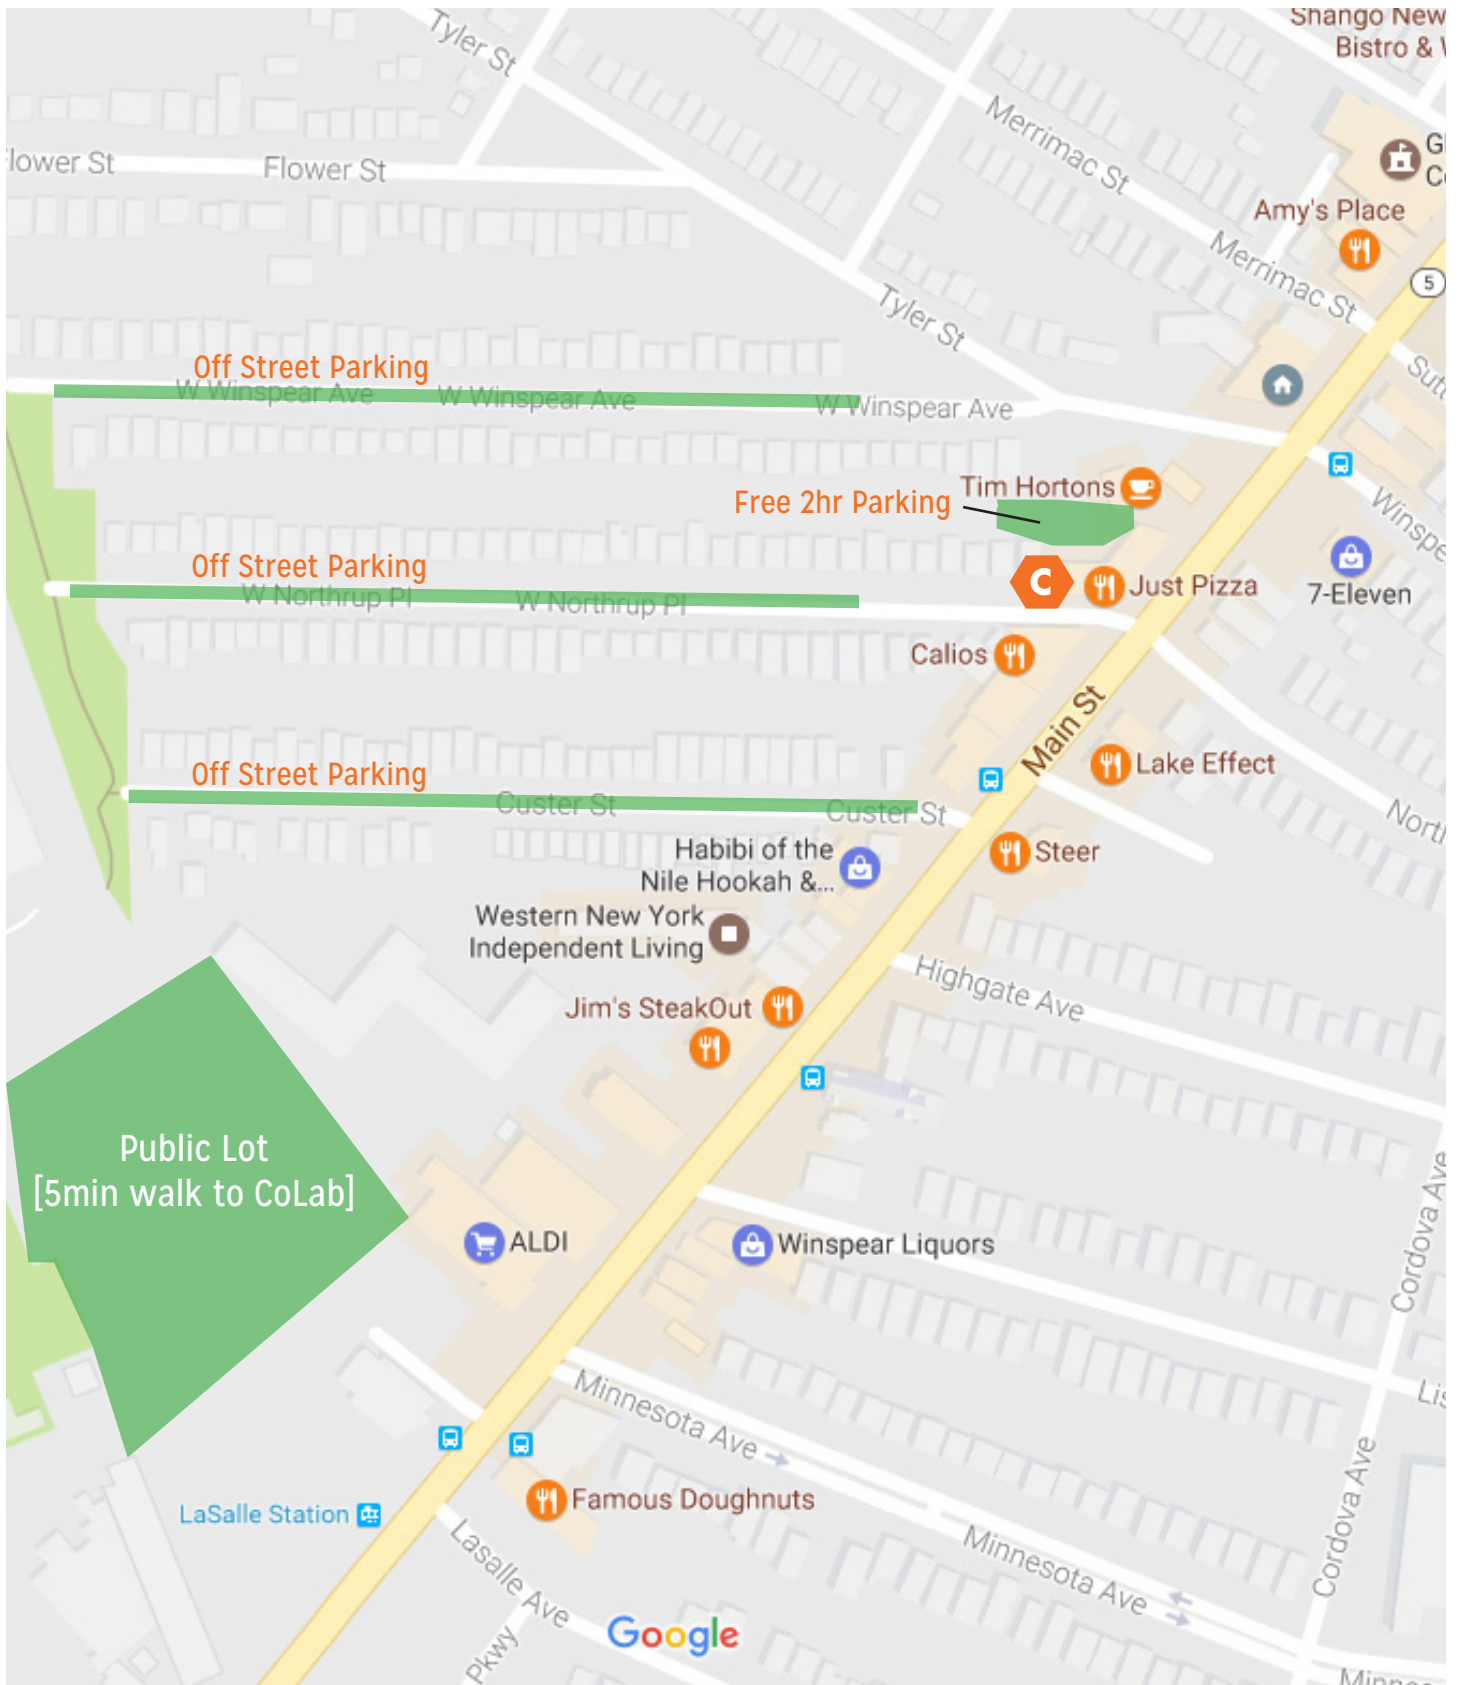 Shango New
Bistro & W
Tyler St
Merrimac St
Flower St
Flower St
Amy's Place
Merrimac St
5
Tyler St
Off Street Parking
W Winspear Ave
W Winspear Ave
W Winspear Ave
Tim Hortons
Free 2hr Parking
Off Street Parking
C
Just Pizza
7-Eleven
W Northrup Pl
W Northrup Pl
Calios
Main St
Lake Effect
Off Street Parking
Custer St
Custer St
Steer
Habibi of the
Nile Hookah &...
Western New York
Independent Living
Highgate Ave
Jim's SteakOut
Public Lot
[5min walk to CoLab]
Cordova Ave
ALDI
Winspear Liquors
Minnesota Ave
Cordova Ave
LaSalle Station
Famous Doughnuts
Lasalle Ave
Minnesota Ave
Google
Pkwy